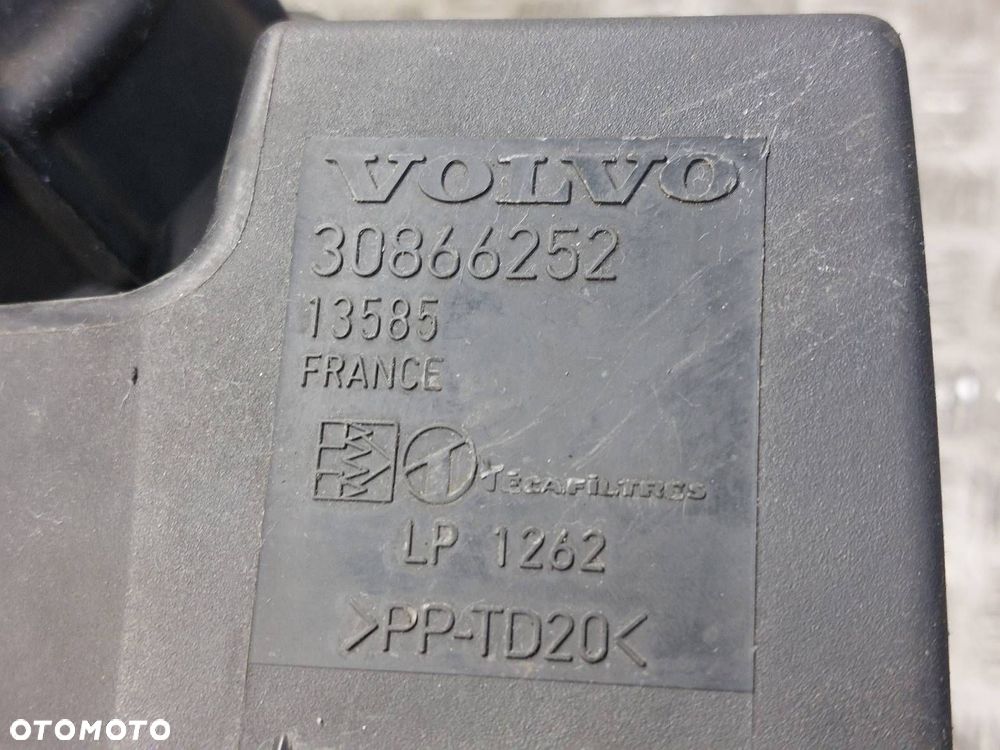 VOLVO
30866252
13585
FRANCE
TECAFILTRES
LP 1262
>PP-TD20<
OTOMOTO